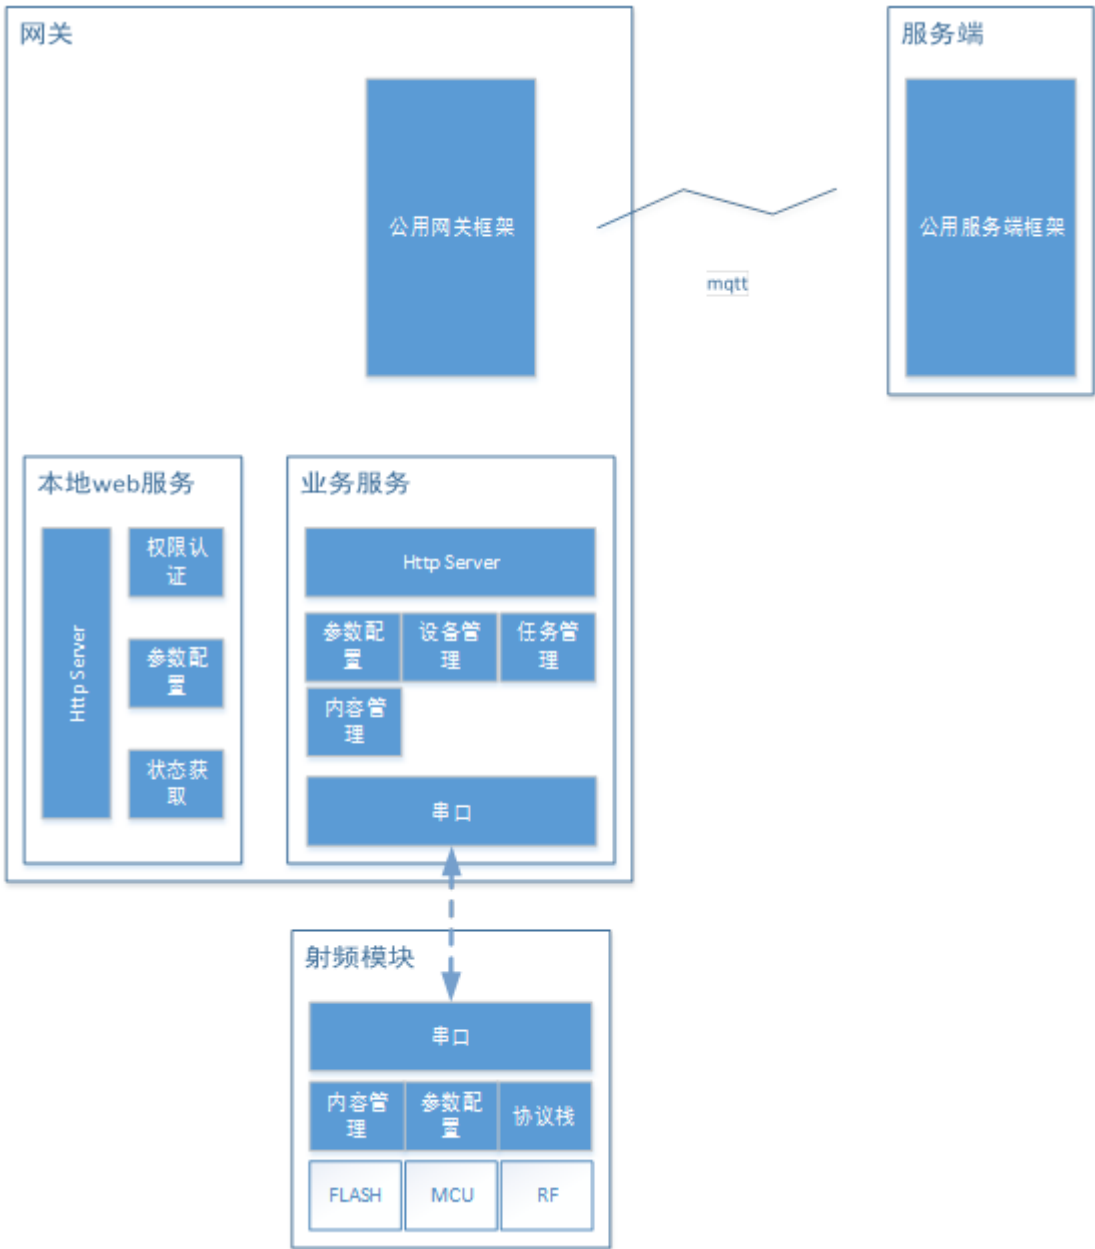 网关
公用网关框架
mqtt
服务端
公用服务端框架
本地web服务
Http Server
权限认
证
参数配
置
状态获
取
业务服务
Http Server
参数配
置
设备管
理
任务管
理
内容管
理
串口
射频模块
串口
内容管
理
参数配
置
协议栈
FLASH
MCU
RF